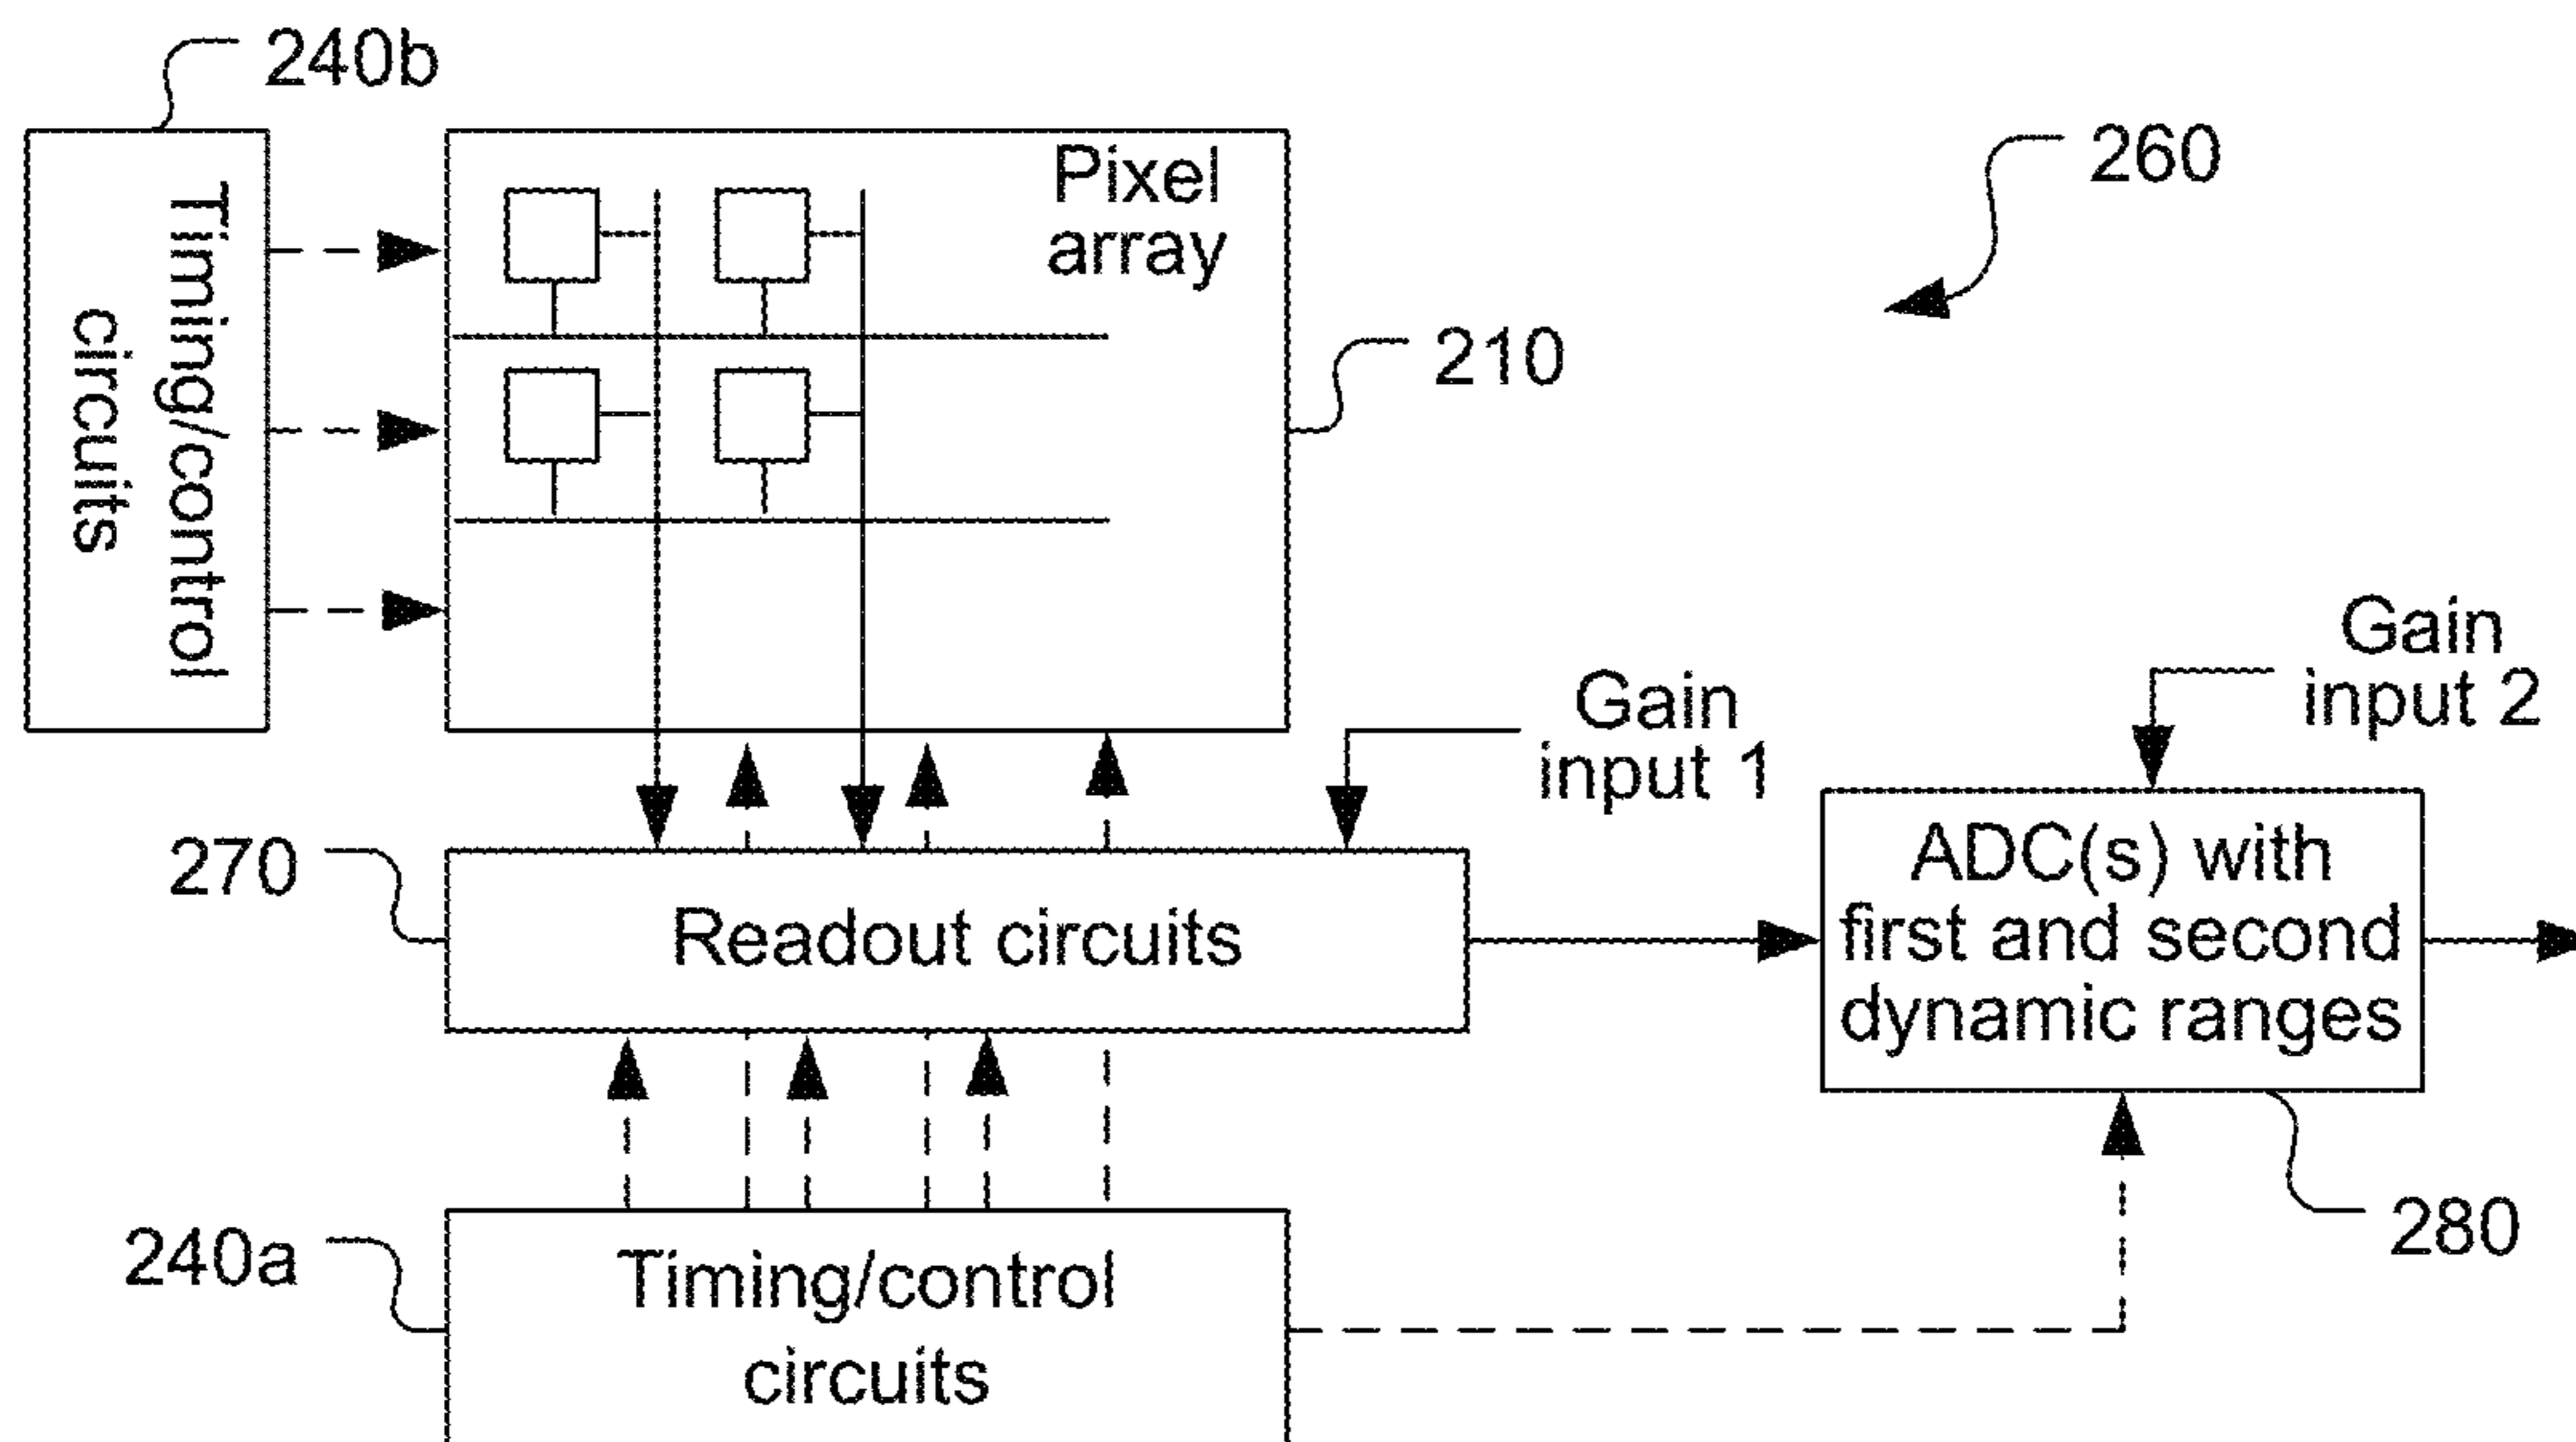 240b
Timing/control
circuits
Pixel
array
260
210
Gain
input 1
Gain
input 2
270
Readout circuits
ADC(s) with
first and second
dynamic ranges
240a
Timing/control
circuits
280